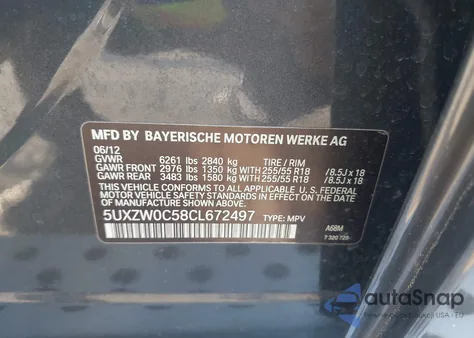 MFD BY BAYERISCHE MOTOREN WERKE AG
06/12
GVWR 6261 lbs 2840 kg TIRE / RIM
GAWR FRONT 2976 lbs 1350 kg WITH 255/55 R18 /8.5J x 18
GAWR REAR 3483 lbs 1580 kg WITH 255/55 R18 /8.5J x 18
THIS VEHICLE CONFORMS TO ALL APPLICABLE U. S. FEDERAL
MOTOR VEHICLE SAFETY STANDARDS IN EFFECT ON THE
DATE OF MANUFACTURE SHOWN ABOVE.
5UXZW0C58CL672497 TYPE: MPV
A68M
autaSnap
USA - EU